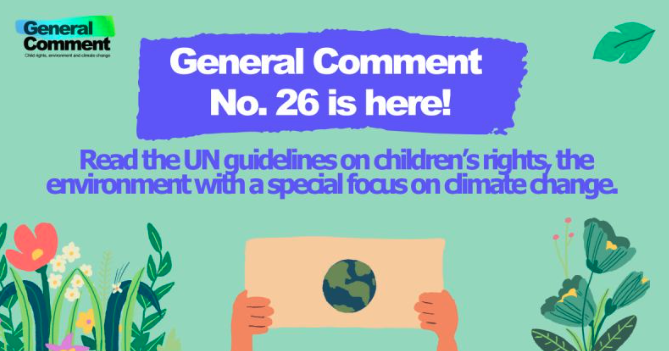 General
Comment
Child rights, environment and climate change.
General Comment
No. 26 is here!
Read the UN guidelines on children's rights, the
environment with a special focus on climate change.